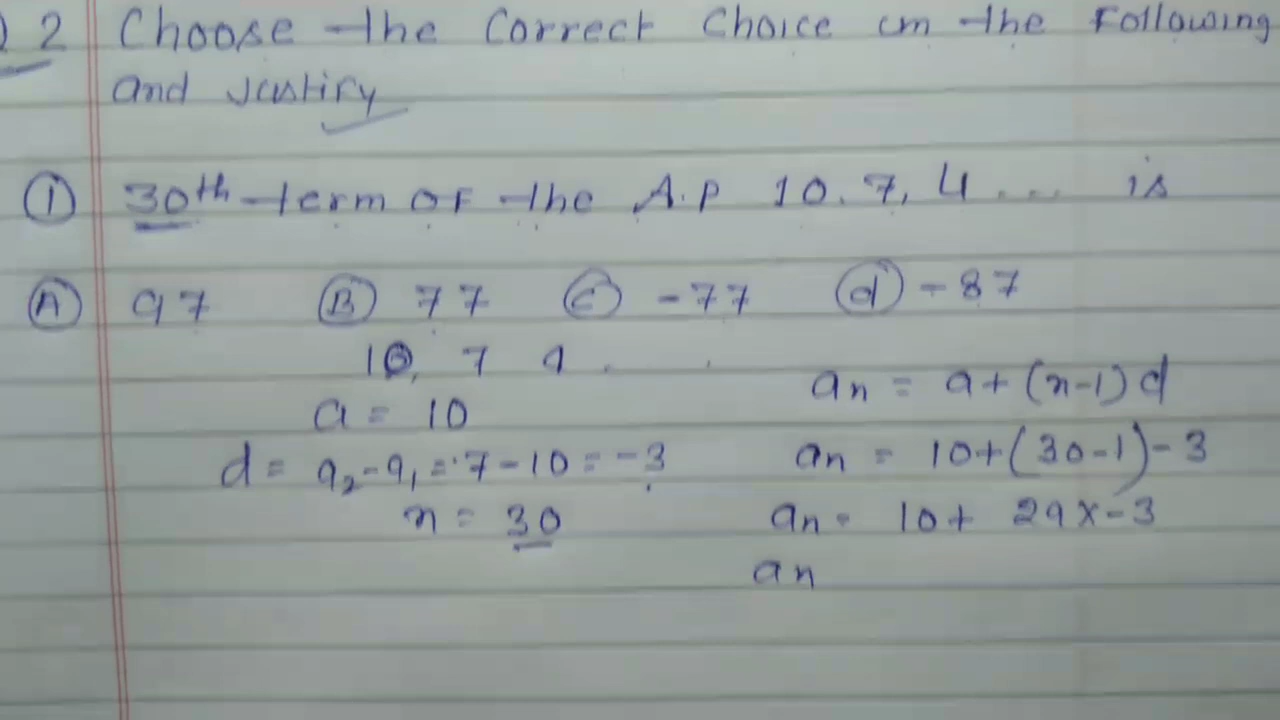 Q 2 Choose the Correct Choice in the Following
and Justify
① 30th term of the A.P 10. 7, 4 .... is
Ⓐ 97 Ⓑ 77 Ⓒ -77 ⓓ -87
10, 7 4 . .
a = 10
an = a + (n-1) d
d = a2 - a1 = 7 - 10 = -3
an = 10 + (30-1) - 3
n = 30
an = 10 + 29 x -3
an